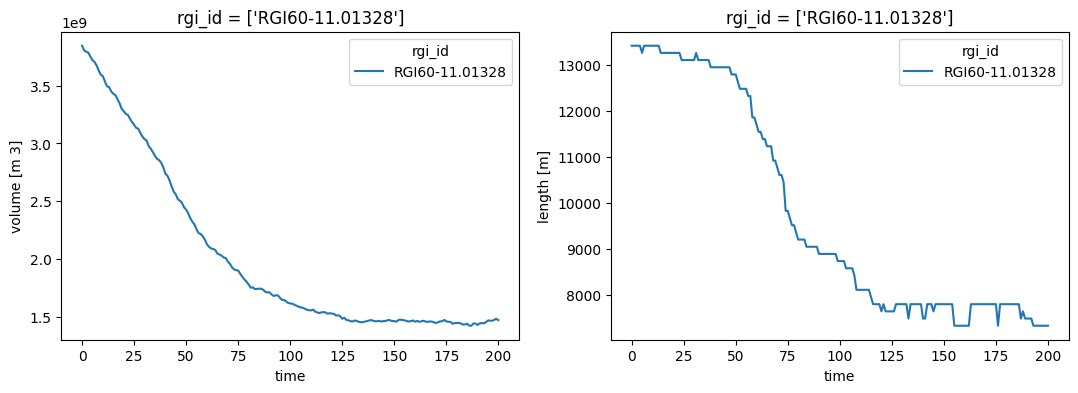 rgi_id = ['RGI60-11.01328']
1e9
rgi_id
RGI60-11.01328
3.5
3.0
2.5
2.0
1.5
volume [m 3]
0 25 50 75 100 125 150 175 200
time
rgi_id = ['RGI60-11.01328']
rgi_id
RGI60-11.01328
13000
12000
11000
10000
9000
8000
length [m]
0 25 50 75 100 125 150 175 200
time